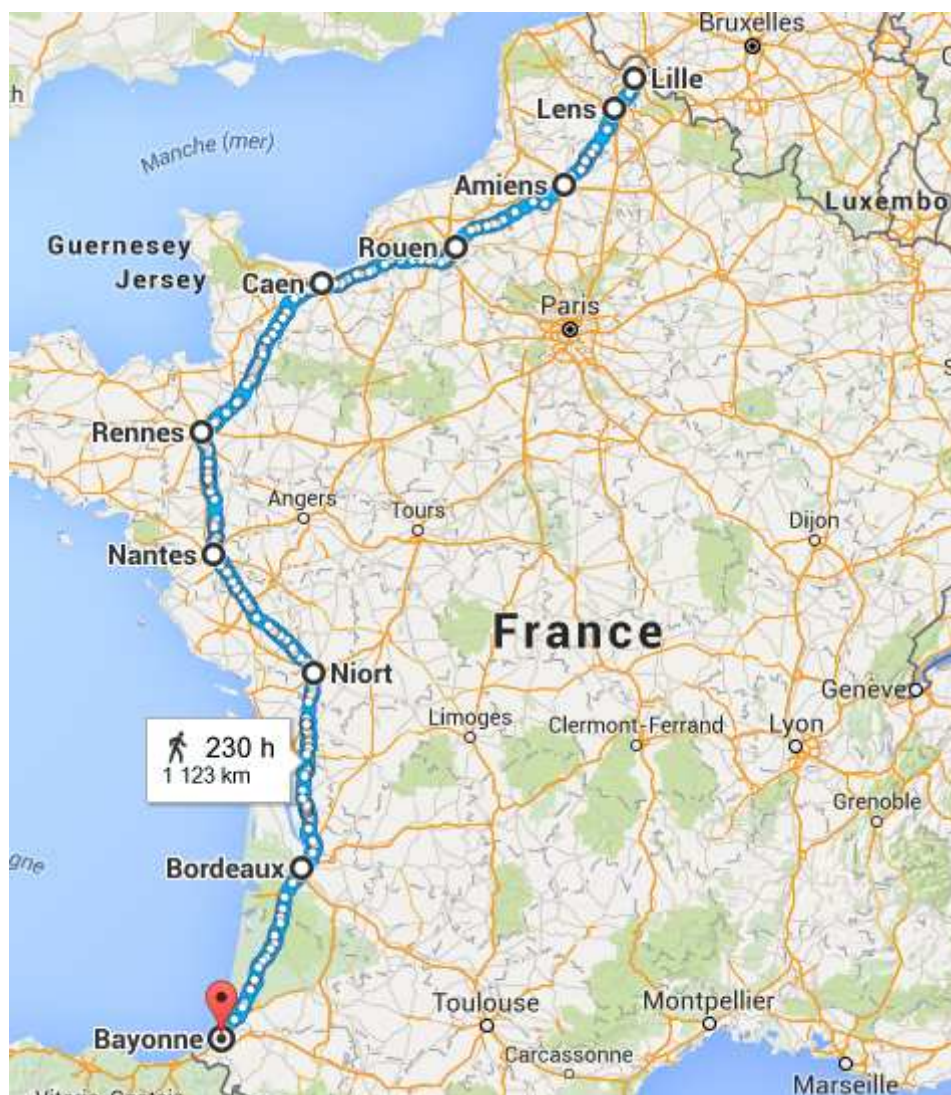 Bruxelles
Lille
Lens
Manche (mer)
Amiens
Luxembo
Guernesey
Rouen
Jersey
Caen
Paris
Rennes
Angers
Tours
Dijon
Nantes
France
Niort
Genève
Limoges
Clermont-Ferrand
Lyon
230 h
1 123 km
Grenoble
Bordeaux
gne
Toulouse
Montpellier
Bayonne
Carcassonne
Marseille